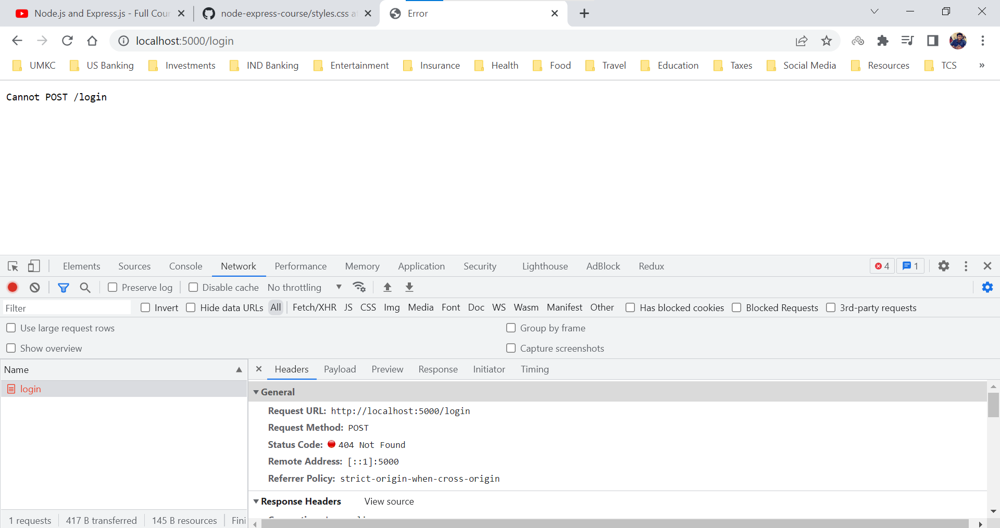 Node.js and Express.js - Full Cour
node-express-course/styles.css at
Error
localhost:5000/login
UMKC US Banking Investments IND Banking Entertainment Insurance Health Food Travel Education Taxes Social Media Resources TCS »
Cannot POST /login
Elements Sources Console Network Performance Memory Application Security Lighthouse AdBlock Redux 4 1
Preserve log Disable cache No throttling
Filter Invert Hide data URLs All Fetch/XHR JS CSS Img Media Font Doc WS Wasm Manifest Other Has blocked cookies Blocked Requests 3rd-party requests
Use large request rows Group by frame
Show overview Capture screenshots
Name Headers Payload Preview Response Initiator Timing
login
General
Request URL: http://localhost:5000/login
Request Method: POST
Status Code: 404 Not Found
Remote Address: [::1]:5000
Referrer Policy: strict-origin-when-cross-origin
Response Headers View source
1 requests 417 B transferred 145 B resources Fini